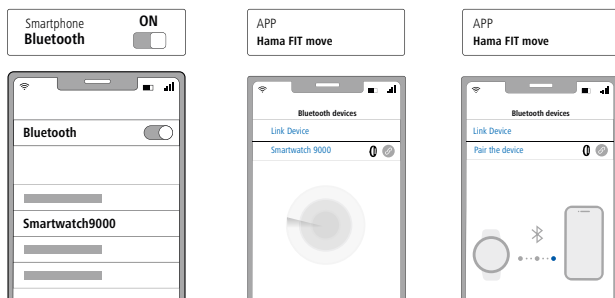 Smartphone ON
Bluetooth
Bluetooth
Smartwatch9000
APP
Hama FIT move
Bluetooth devices
Link Device
Smartwatch 9000
APP
Hama FIT move
Bluetooth devices
Link Device
Pair the device